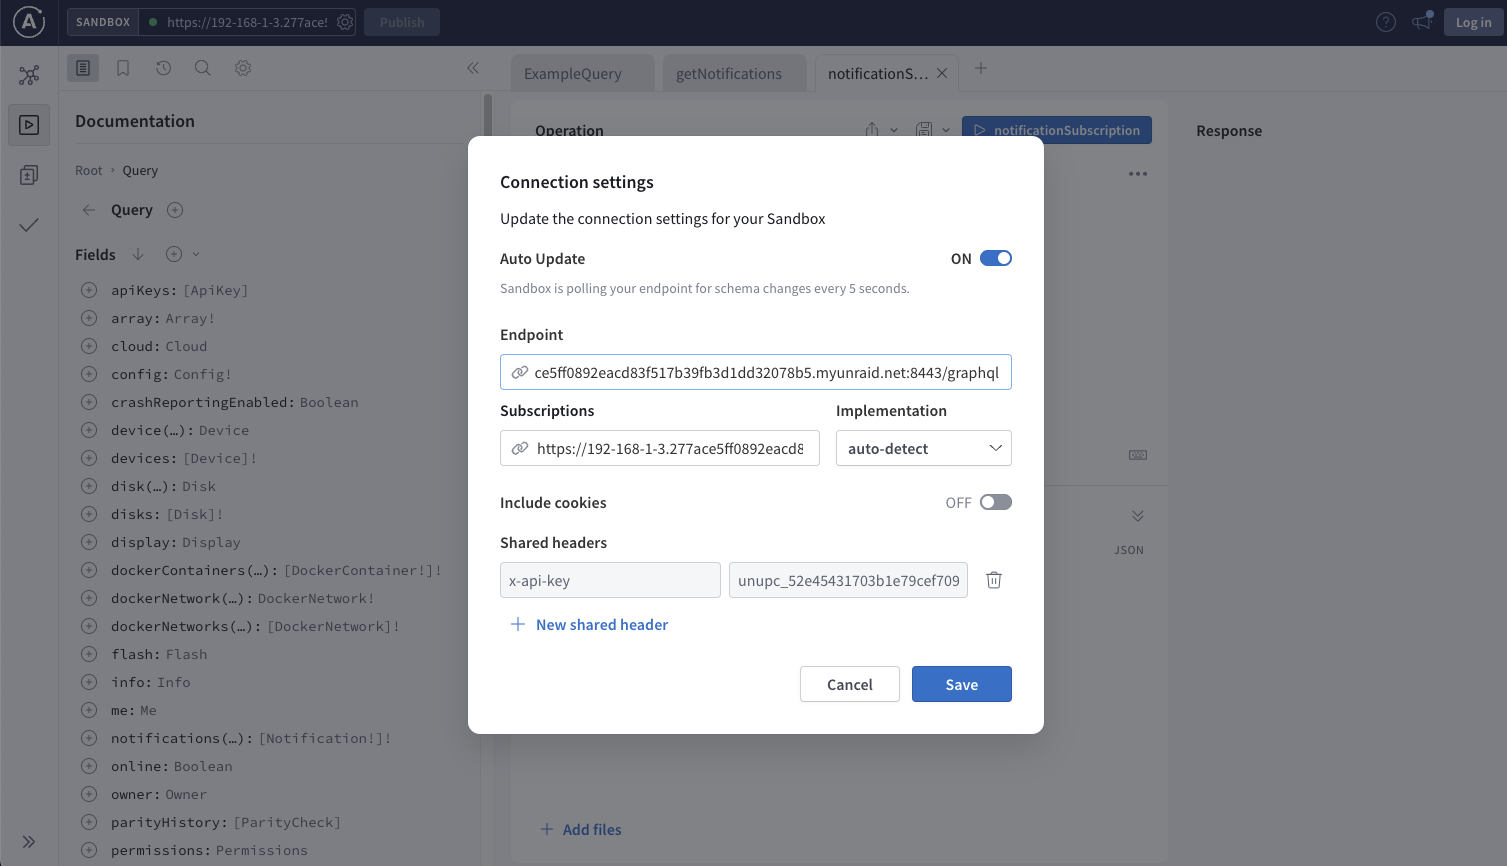 SANDBOX
https://192-168-1-3.277ace!
Publish
Log in
ExampleQuery
getNotifications
notificationS...
Documentation
Root › Query
Query
Fields
apiKeys: [ApiKey]
array: Array!
cloud: Cloud
config: Config!
crashReportingEnabled: Boolean
device(…): Device
devices: [Device]!
disk(…): Disk
disks: [Disk]!
display: Display
dockerContainers(…): [DockerContainer!]!
dockerNetwork(…): DockerNetwork!
dockerNetworks(…): [DockerNetwork]!
flash: Flash
info: Info
me: Me
notifications(…): [Notification!]!
online: Boolean
owner: Owner
parityHistory: [ParityCheck]
permissions: Permissions
Operation
notificationSubscription
Response
Connection settings
Update the connection settings for your Sandbox
Auto Update
ON
Sandbox is polling your endpoint for schema changes every 5 seconds.
Endpoint
ce5ff0892eacd83f517b39fb3d1dd32078b5.myunraid.net:8443/graphql
Subscriptions
Implementation
https://192-168-1-3.277ace5ff0892eacd8
auto-detect
Include cookies
OFF
Shared headers
x-api-key
unupc_52e45431703b1e79cef709
New shared header
Cancel
Save
JSON
Add files